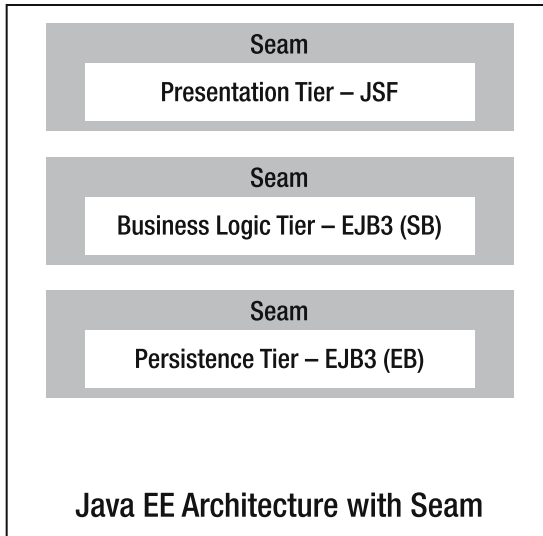 Seam
Presentation Tier – JSF
Seam
Business Logic Tier – EJB3 (SB)
Seam
Persistence Tier – EJB3 (EB)
Java EE Architecture with Seam